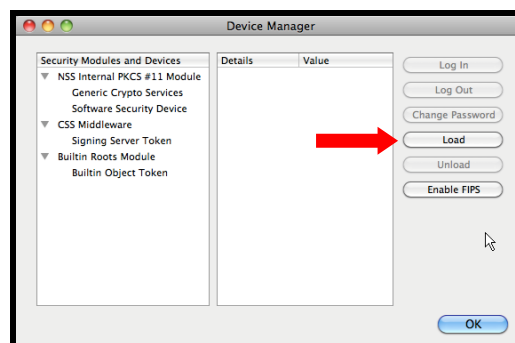 Device Manager
Security Modules and Devices
NSS Internal PKCS #11 Module
Generic Crypto Services
Software Security Device
CSS Middleware
Signing Server Token
Builtin Roots Module
Builtin Object Token
Details Value
Log In
Log Out
Change Password
Load
Unload
Enable FIPS
OK